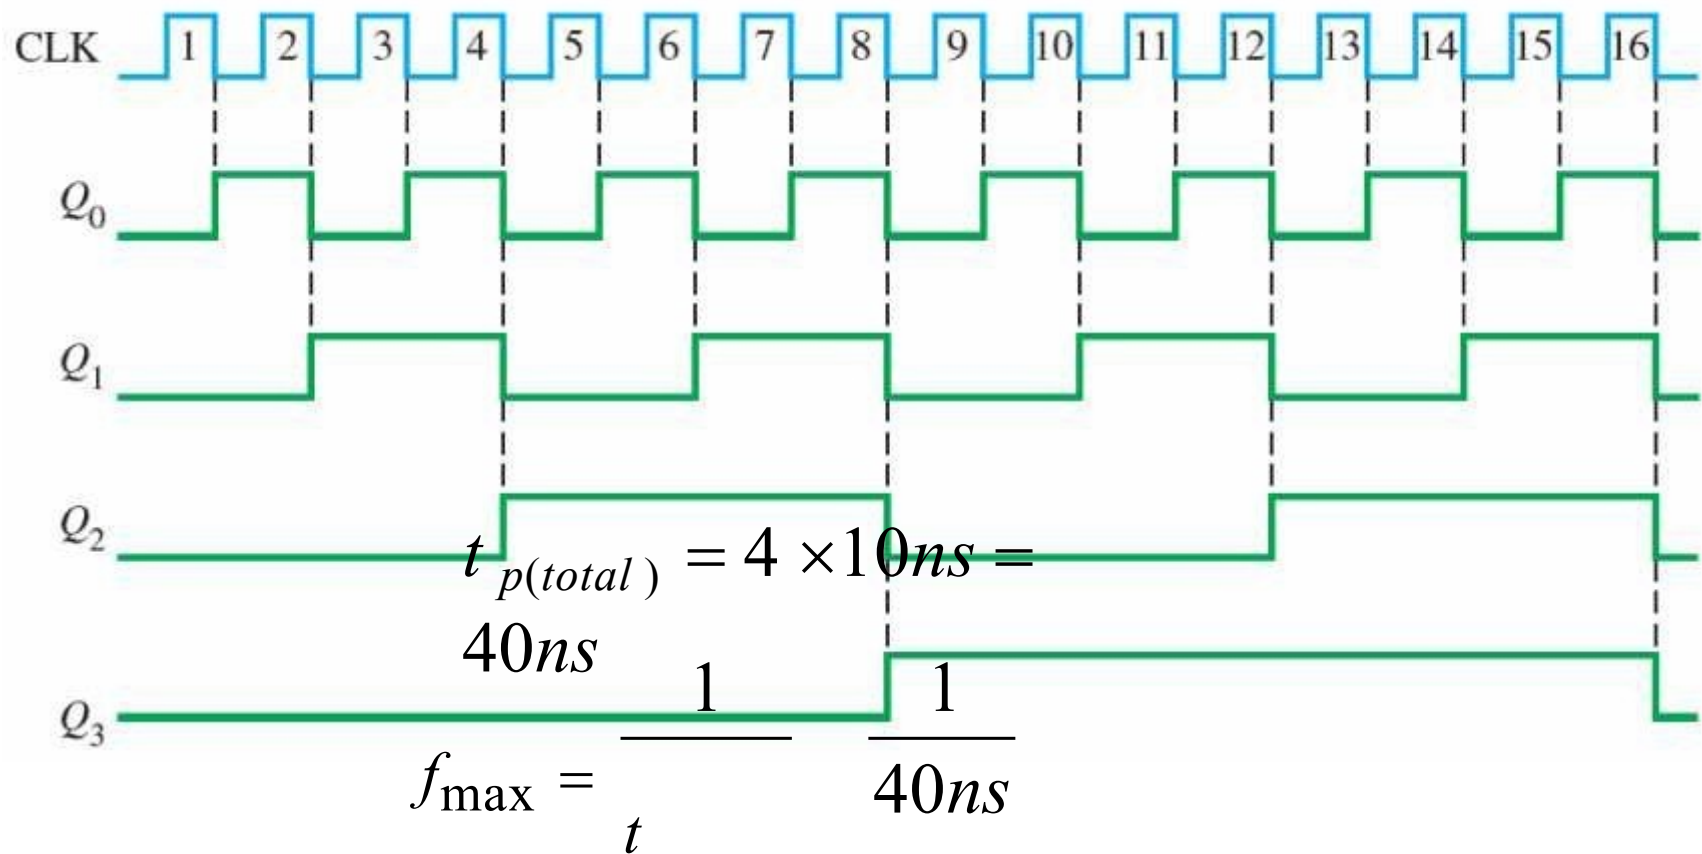 CLK 1 2 3 4 5 6 7 8 9 10 11 12 13 14 15 16
Q0
Q1
Q2
t p(total) = 4 ×10ns =
40ns
Q3
1 1
fmax =
40ns
t